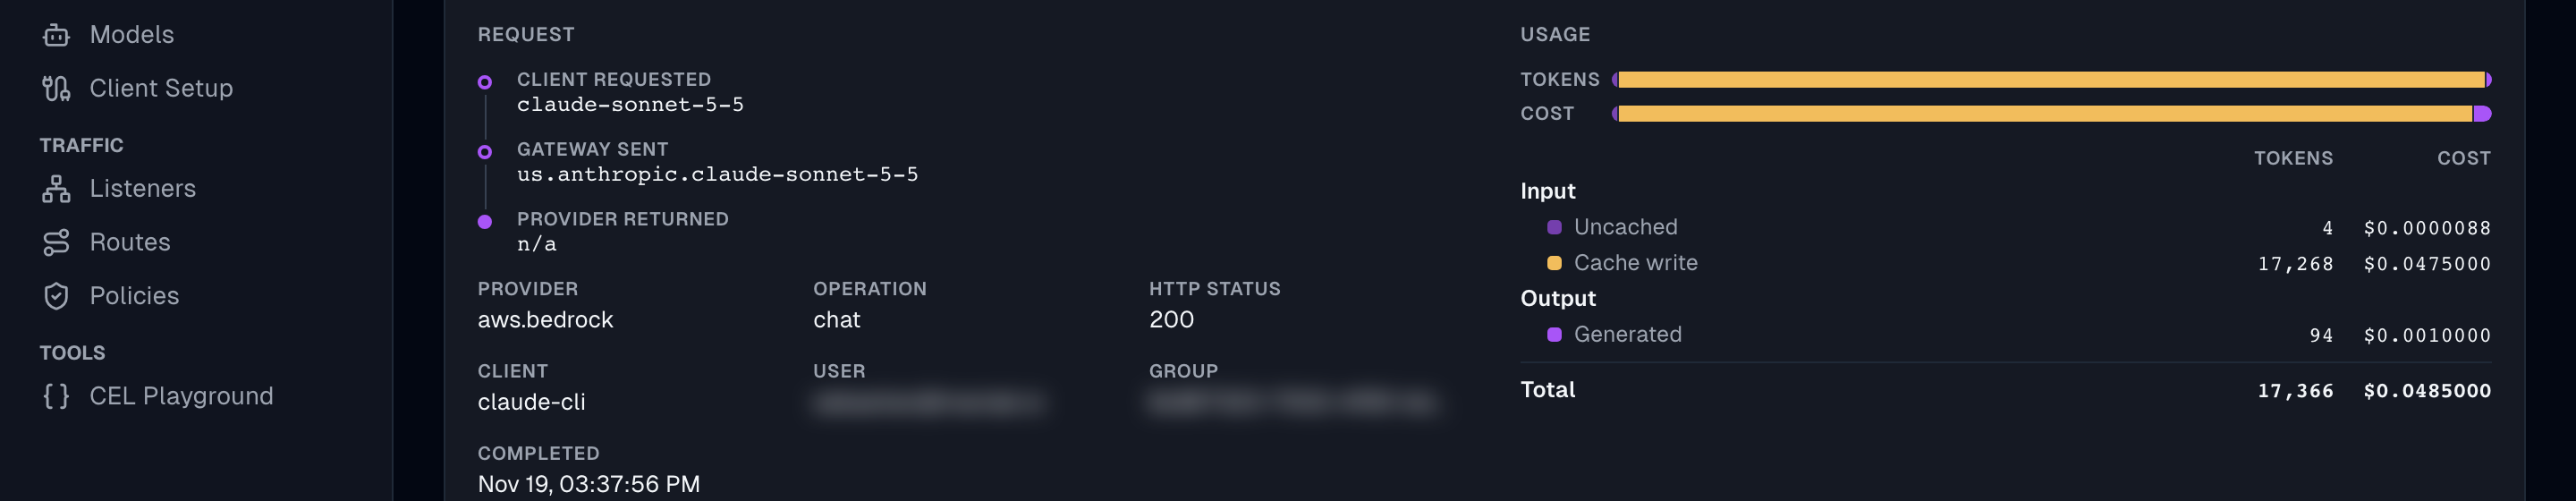 Models
Client Setup
TRAFFIC
Listeners
Routes
Policies
TOOLS
{ } CEL Playground
REQUEST
CLIENT REQUESTED
claude-sonnet-5-5
GATEWAY SENT
us.anthropic.claude-sonnet-5-5
PROVIDER RETURNED
n/a
PROVIDER OPERATION HTTP STATUS
aws.bedrock chat 200
CLIENT USER GROUP
claude-cli
COMPLETED
Nov 19, 03:37:56 PM
USAGE
TOKENS
COST
TOKENS COST
Input
Uncached 4 $0.0000088
Cache write 17,268 $0.0475000
Output
Generated 94 $0.0010000
Total 17,366 $0.0485000